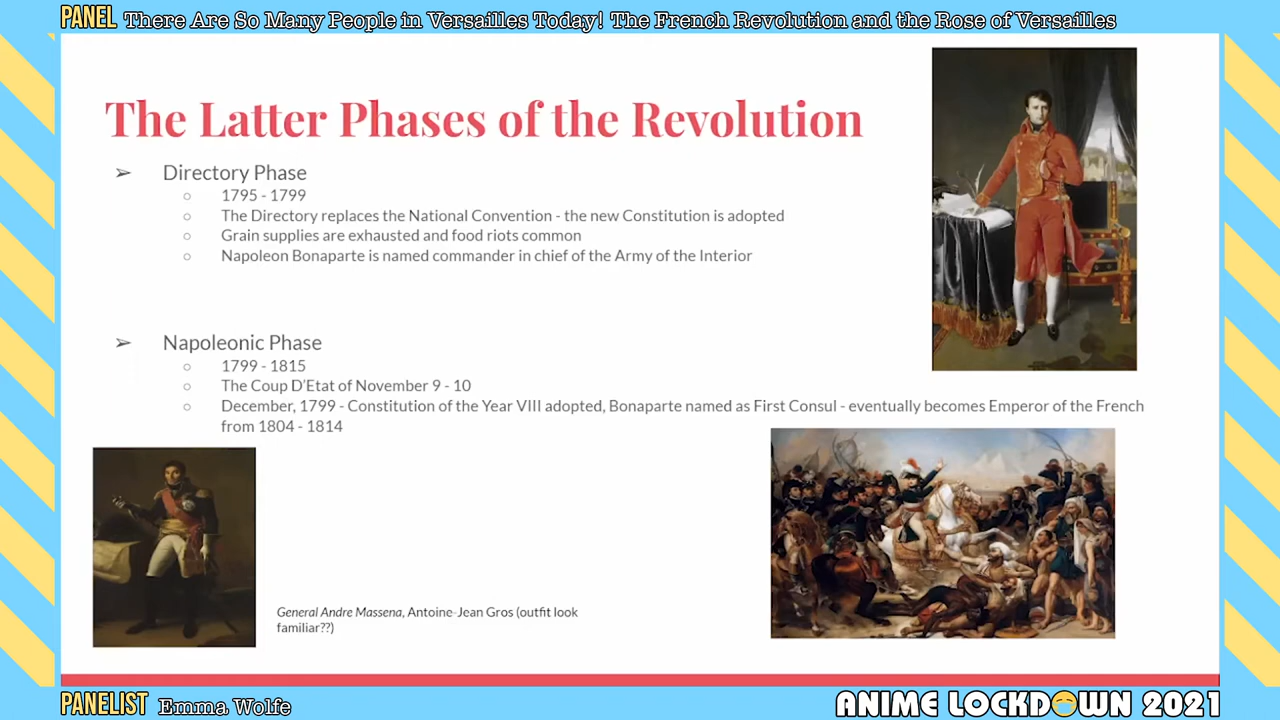 PANEL There Are So Many People in Versailles Today! The French Revolution and the Rose of Versailles
The Latter Phases of the Revolution
➢ Directory Phase
○ 1795 - 1799
○ The Directory replaces the National Convention - the new Constitution is adopted
○ Grain supplies are exhausted and food riots common
○ Napoleon Bonaparte is named commander in chief of the Army of the Interior
➢ Napoleonic Phase
○ 1799 - 1815
○ The Coup D'Etat of November 9 - 10
○ December, 1799 - Constitution of the Year VIII adopted, Bonaparte named as First Consul - eventually becomes Emperor of the French
from 1804 - 1814
General Andre Massena, Antoine-Jean Gros (outfit look
familiar??)
PANELIST Emma Wolfe
ANIME LOCKDOWN 2021